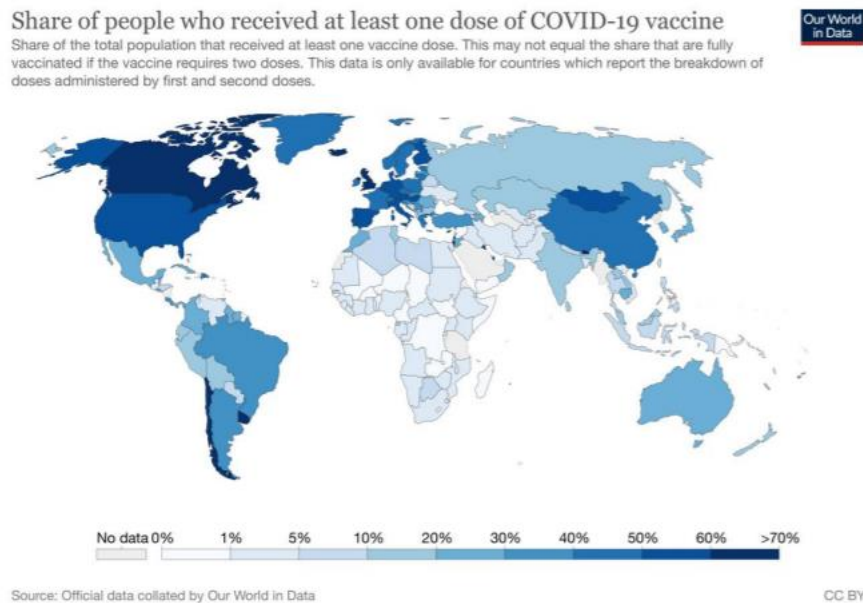 Share of people who received at least one dose of COVID-19 vaccine
Our World
in Data
Share of the total population that received at least one vaccine dose. This may not equal the share that are fully
vaccinated if the vaccine requires two doses. This data is only available for countries which report the breakdown of
doses administered by first and second doses.
No data 0% 1% 5% 10% 20% 30% 40% 50% 60% >70%
Source: Official data collated by Our World in Data
CC BY